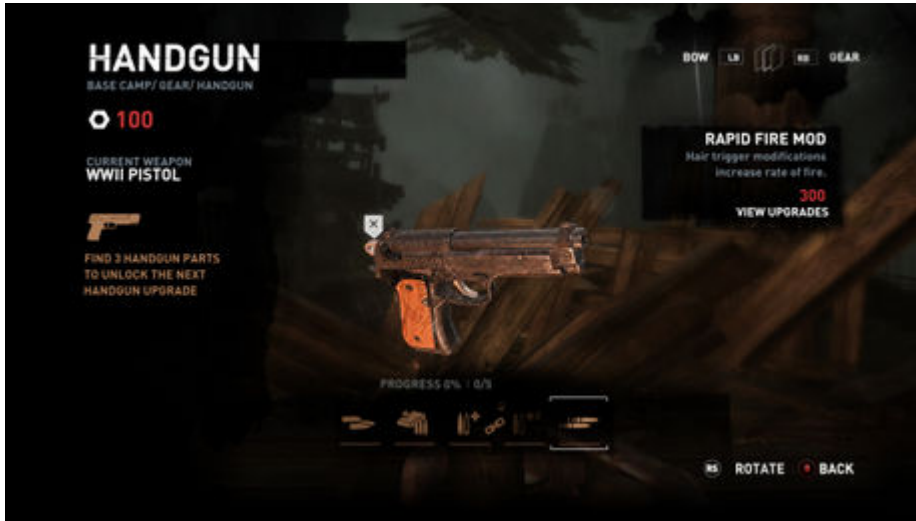 HANDGUN
BASE CAMP/ GEAR/ HANDGUN
100
CURRENT WEAPON
WWII PISTOL
FIND 3 HANDGUN PARTS
TO UNLOCK THE NEXT
HANDGUN UPGRADE
BOW LB RB GEAR
RAPID FIRE MOD
Hair trigger modifications
increase rate of fire.
300
VIEW UPGRADES
X
PROGRESS 0% | 0/5
RS ROTATE B BACK